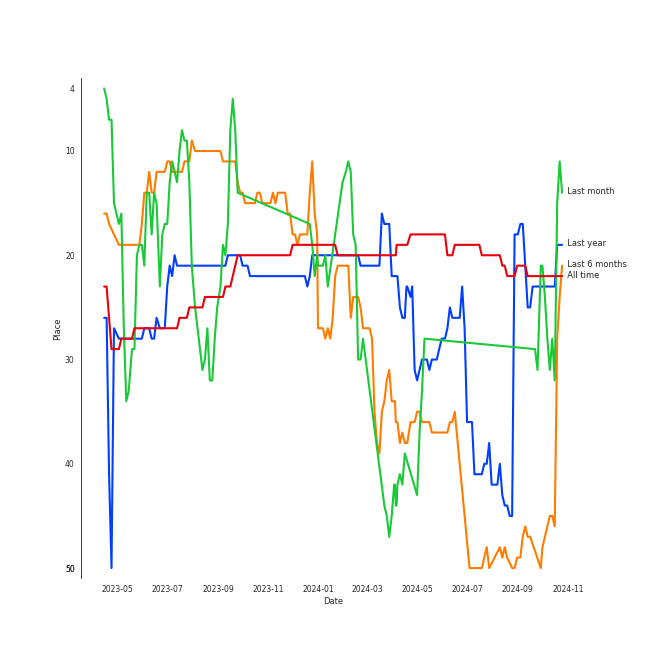 4
10
20
30
40
50
Place
2023-05
2023-07
2023-09
2023-11
2024-01
2024-03
2024-05
2024-07
2024-09
2024-11
Date
Last month
Last year
Last 6 months
All time